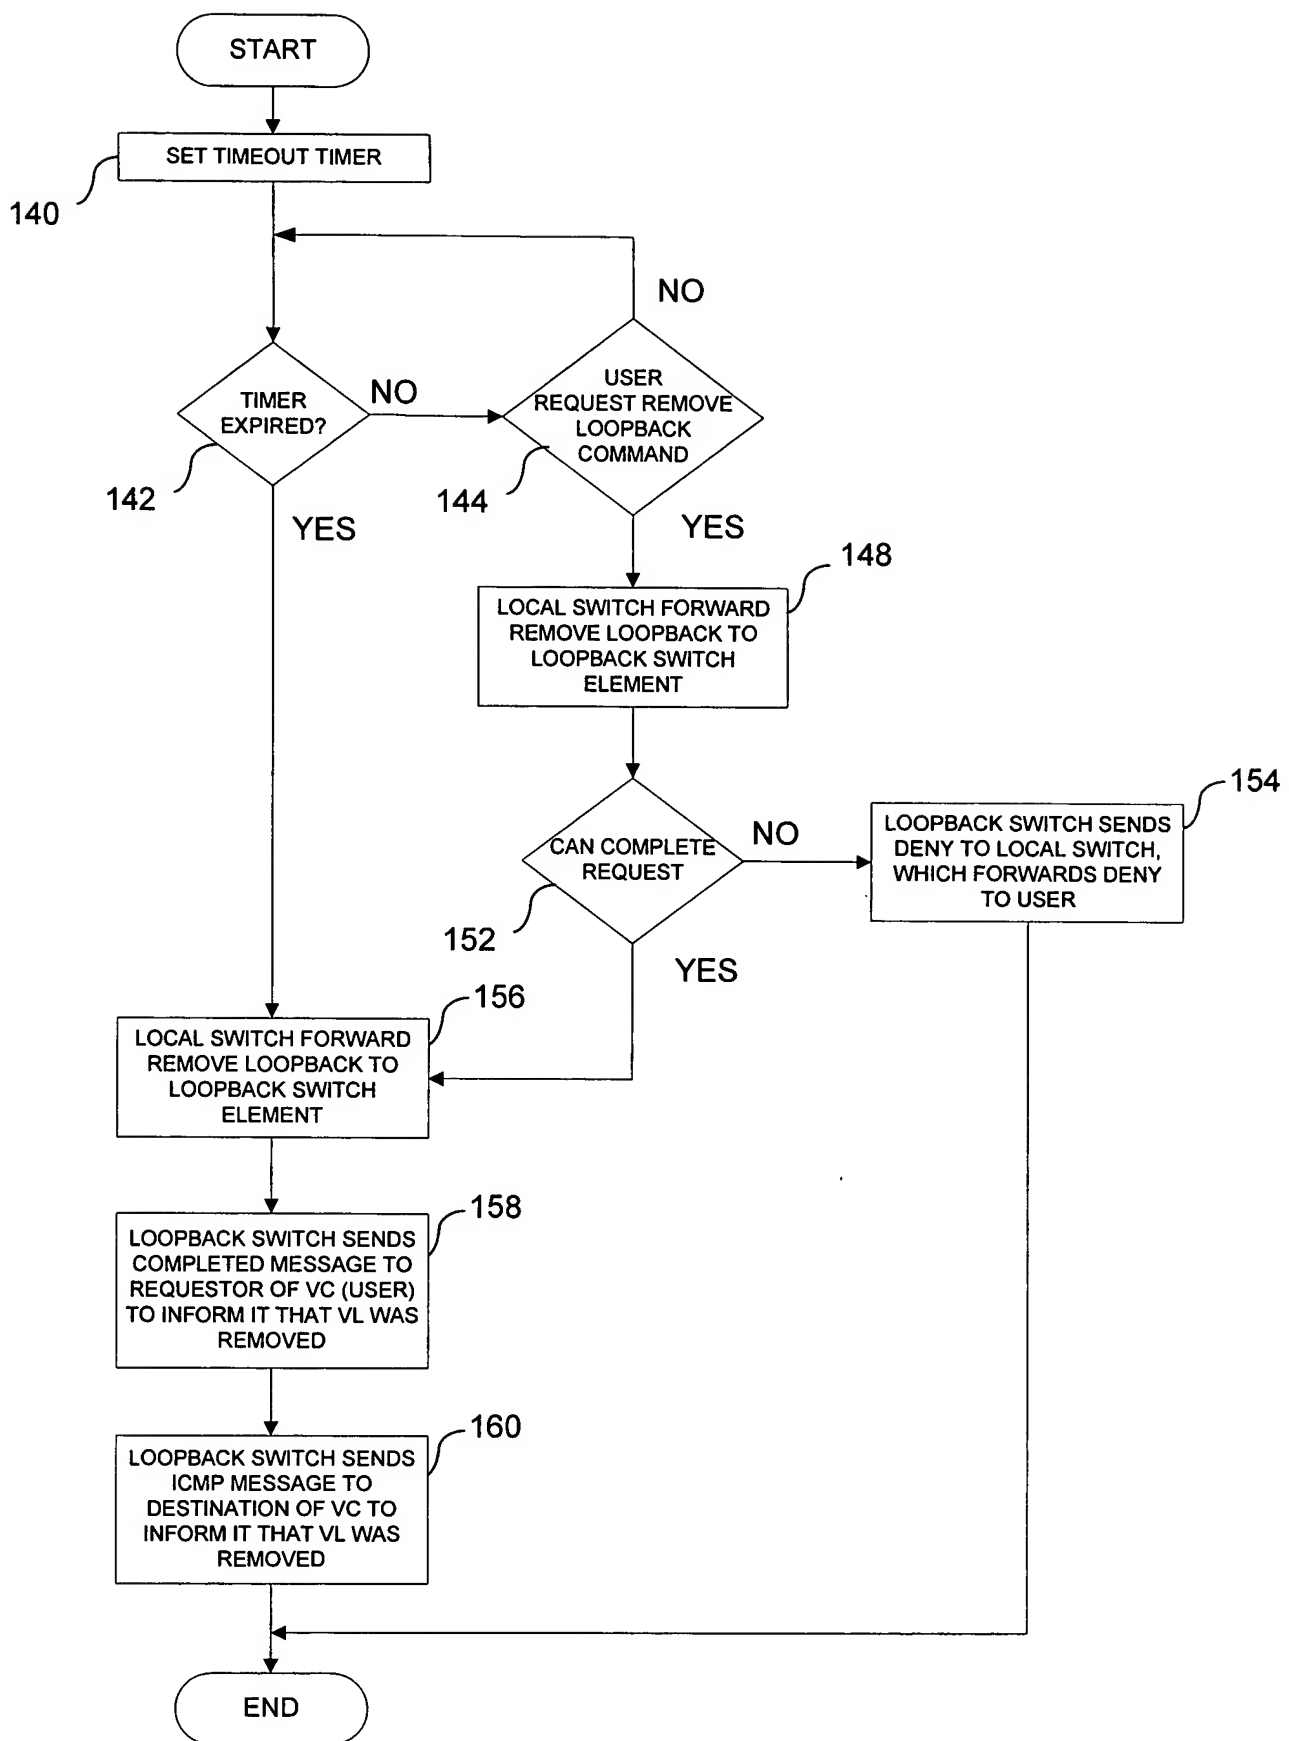 START
SET TIMEOUT TIMER
140
NO
TIMER
EXPIRED?
NO
USER
REQUEST REMOVE
LOOPBACK
COMMAND
142
144
YES
YES
148
LOCAL SWITCH FORWARD
REMOVE LOOPBACK TO
LOOPBACK SWITCH
ELEMENT
CAN COMPLETE
REQUEST
NO
154
LOOPBACK SWITCH SENDS
DENY TO LOCAL SWITCH,
WHICH FORWARDS DENY
TO USER
152
YES
156
LOCAL SWITCH FORWARD
REMOVE LOOPBACK TO
LOOPBACK SWITCH
ELEMENT
158
LOOPBACK SWITCH SENDS
COMPLETED MESSAGE TO
REQUESTOR OF VC (USER)
TO INFORM IT THAT VL WAS
REMOVED
160
LOOPBACK SWITCH SENDS
ICMP MESSAGE TO
DESTINATION OF VC TO
INFORM IT THAT VL WAS
REMOVED
END